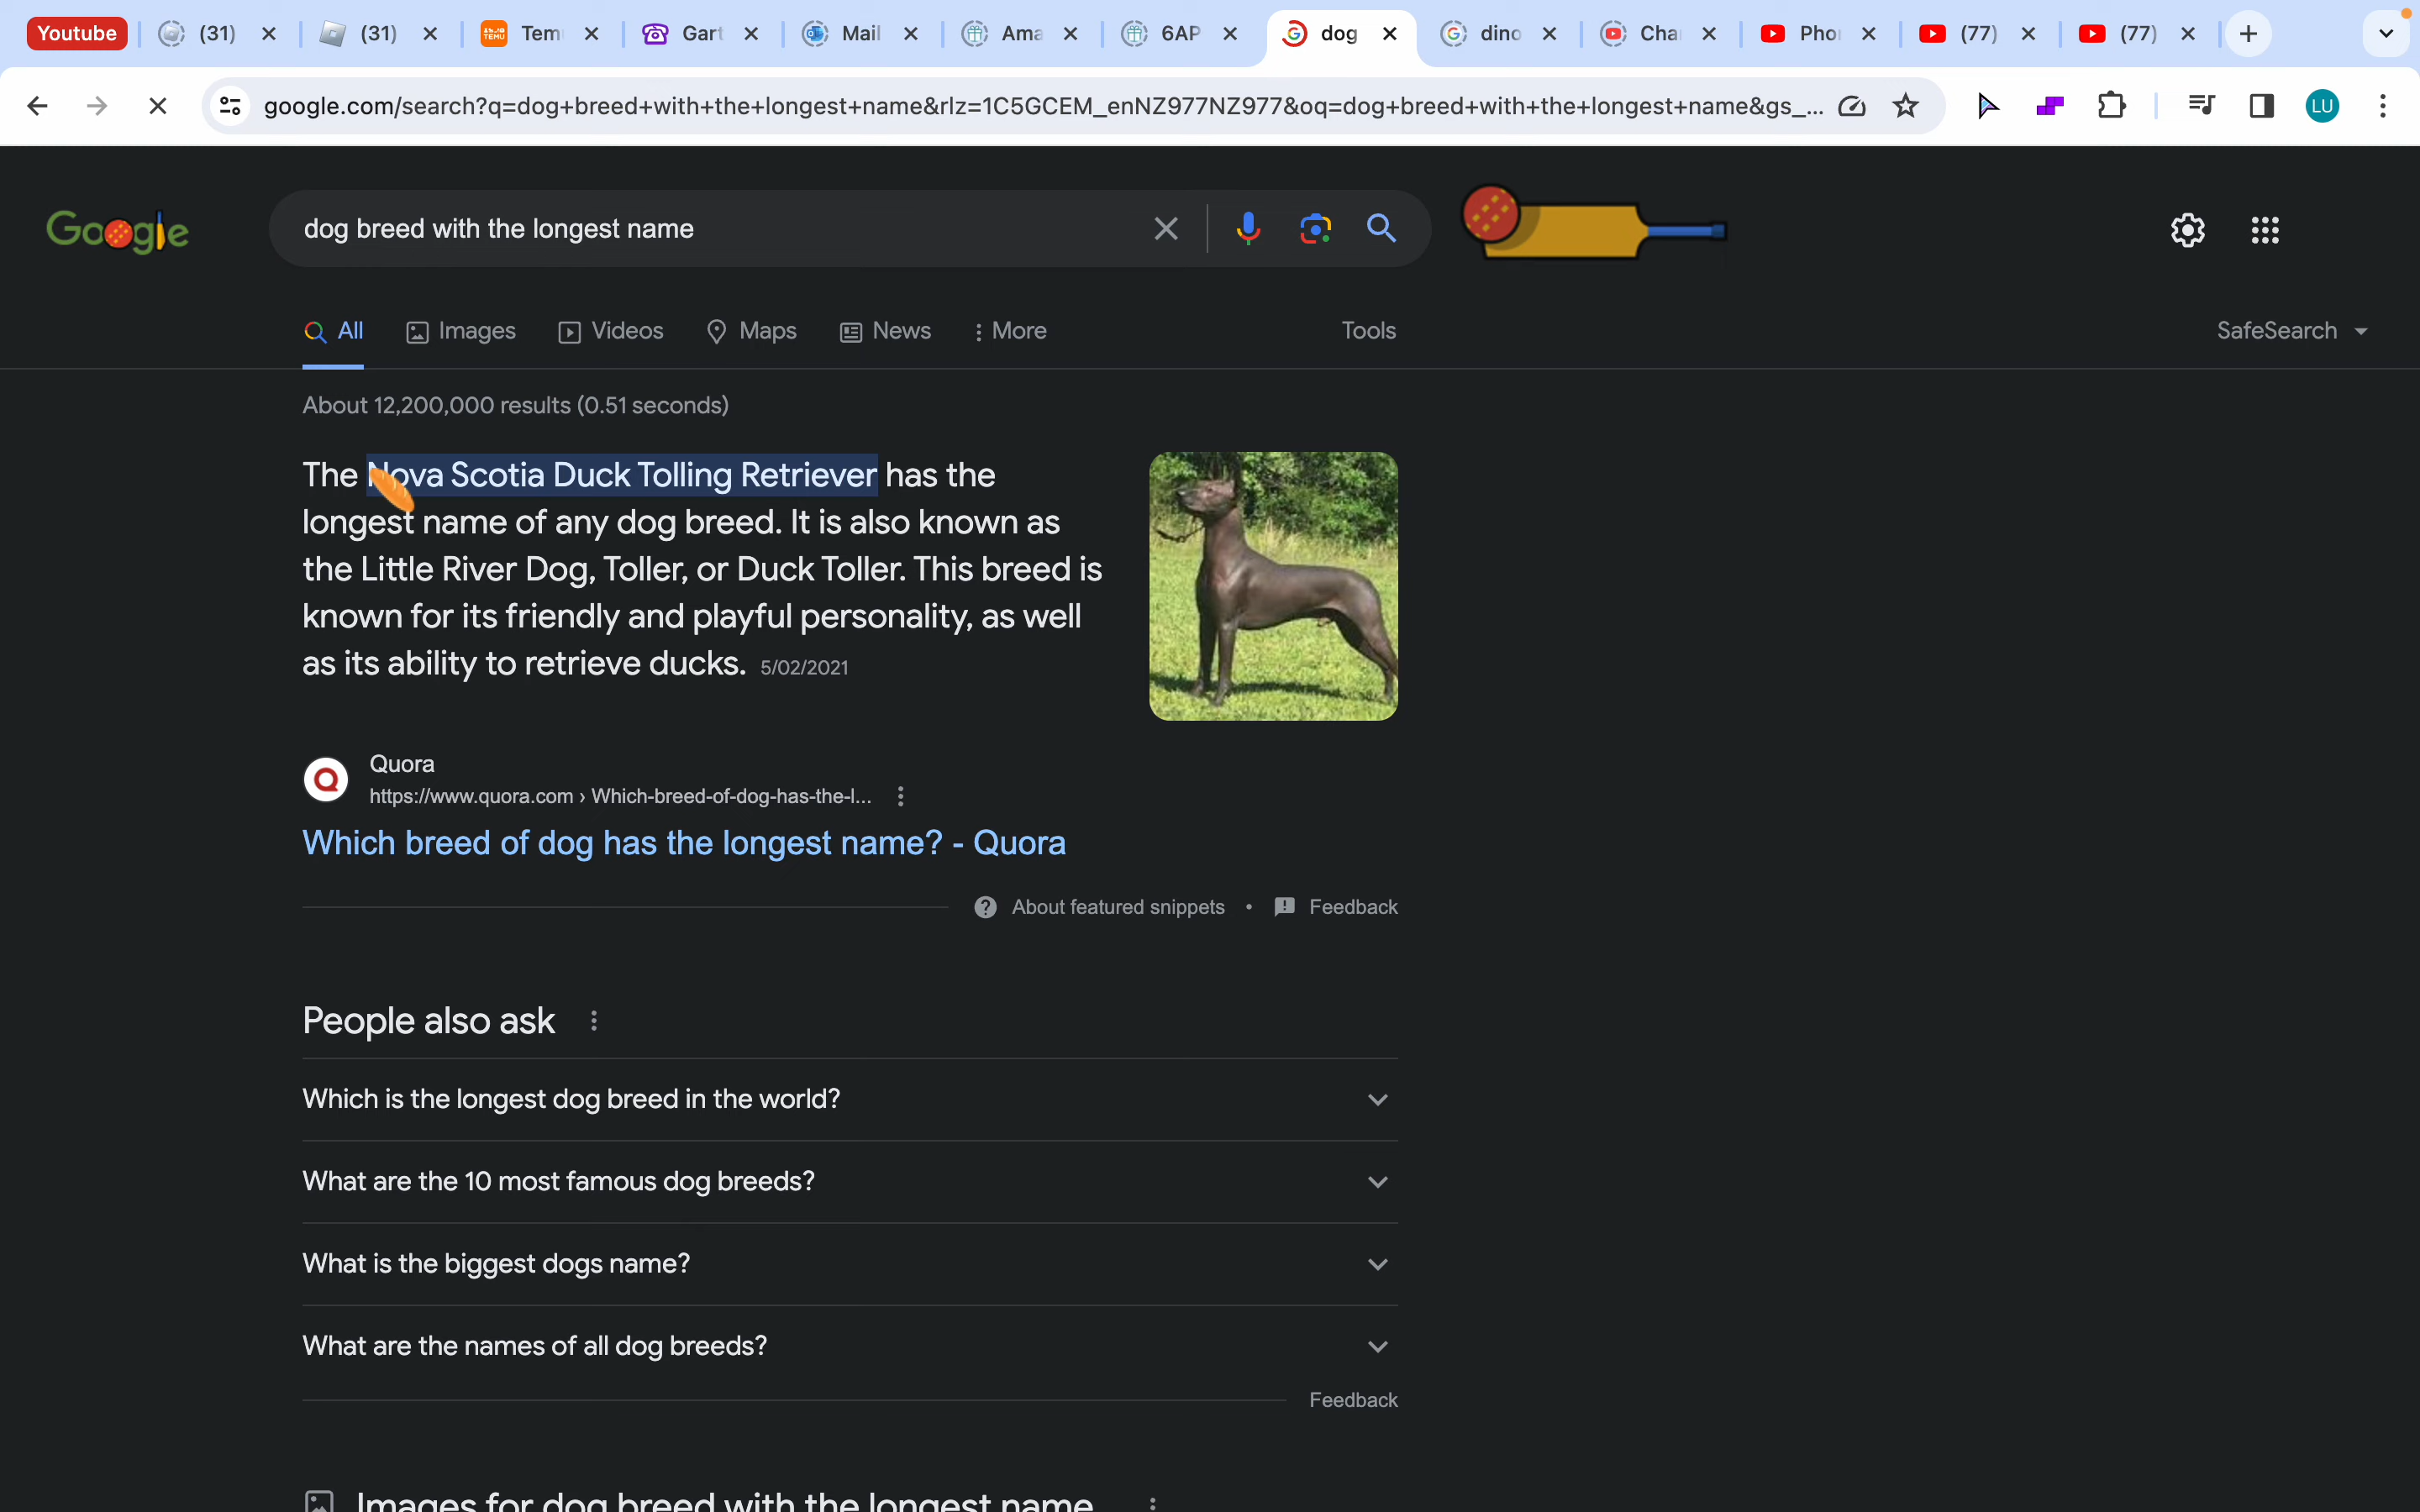 Youtube (31) (31) Tem Gart Mail Ama 6AP dog dino Cha Pho (77) (77)
google.com/search?q=dog+breed+with+the+longest+name&rlz=1C5GCEM_enNZ977NZ977&oq=dog+breed+with+the+longest+name&gs_... LU
Google dog breed with the longest name
All Images Videos Maps News More Tools SafeSearch
About 12,200,000 results (0.51 seconds)
The Nova Scotia Duck Tolling Retriever has the
longest name of any dog breed. It is also known as
the Little River Dog, Toller, or Duck Toller. This breed is
known for its friendly and playful personality, as well
as its ability to retrieve ducks. 5/02/2021
Quora
https://www.quora.com › Which-breed-of-dog-has-the-l...
Which breed of dog has the longest name? - Quora
About featured snippets • Feedback
People also ask
Which is the longest dog breed in the world?
What are the 10 most famous dog breeds?
What is the biggest dogs name?
What are the names of all dog breeds?
Feedback
Images for dog breed with the longest name